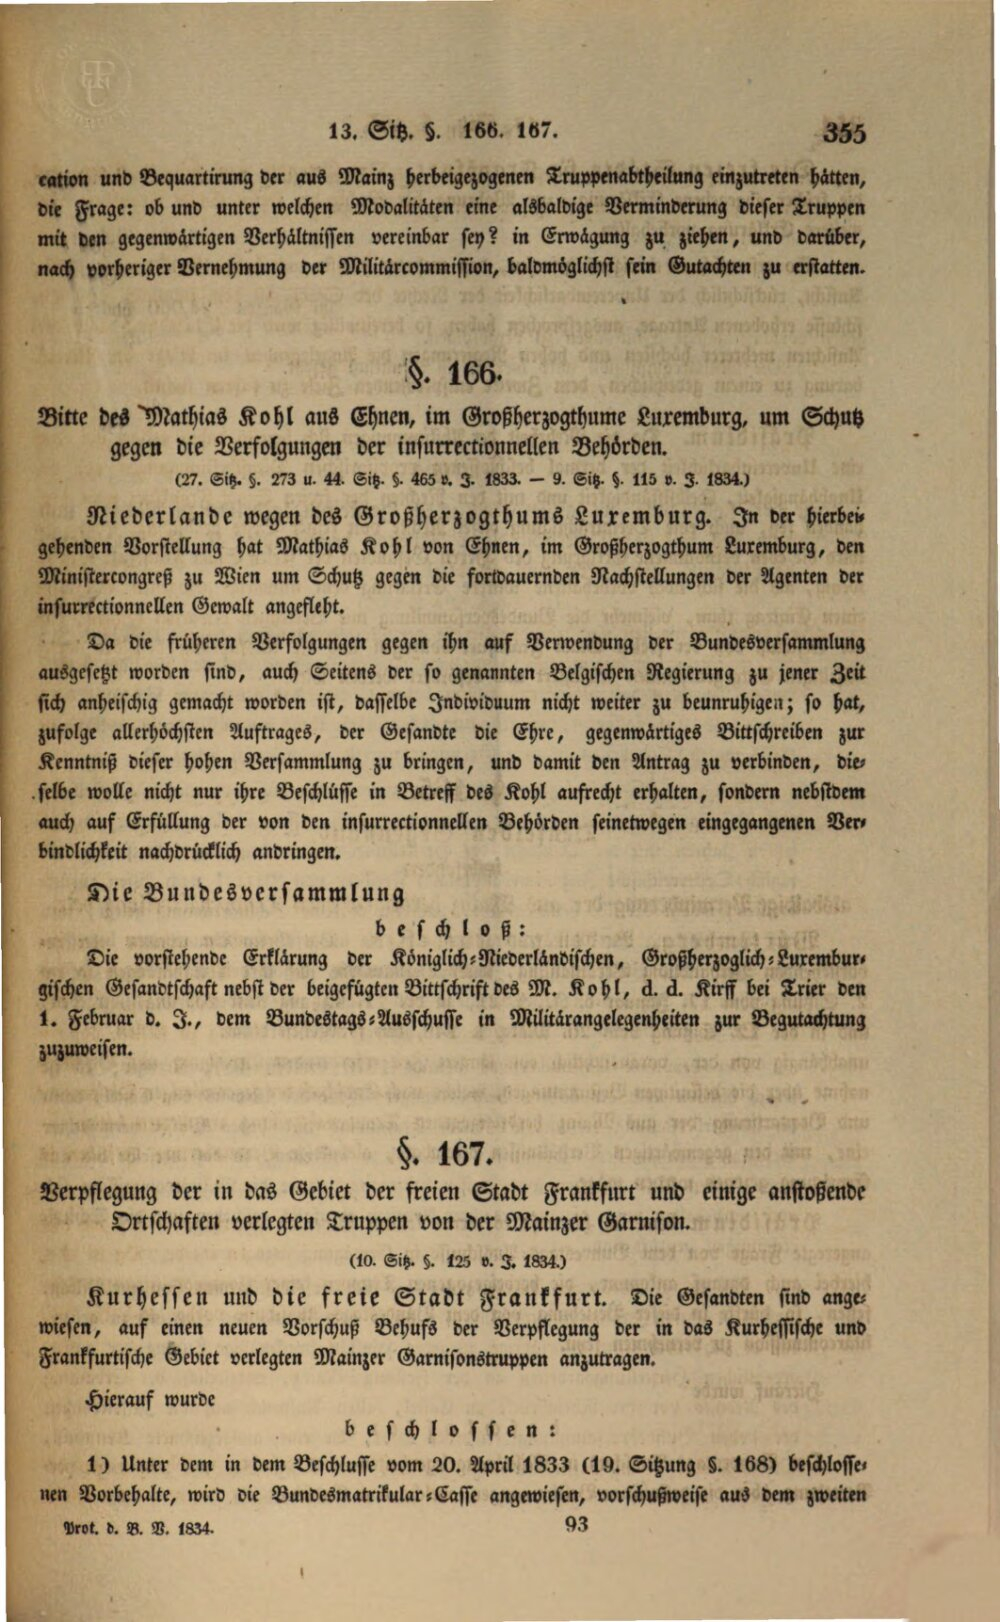 13. Sitz. §. 166. 167. 355
cation und Bequartirung der aus Mainz herbeigezogenen Truppenabtheilung einzutreten hätten,
die Frage: ob und unter welchen Modalitäten eine alsbaldige Verminderung dieser Truppen
mit den gegenwärtigen Verhältnissen vereinbar sey? in Erwägung zu ziehen, und darüber,
nach vorheriger Vernehmung der Militärcommission, baldmöglichst sein Gutachten zu erstatten.
§. 166.
Bitte des Mathias Kohl aus Ehnen, im Großherzogthume Luxemburg, um Schutz
gegen die Verfolgungen der insurrectionnellen Behörden.
(27. Sitz. §. 273 u. 44. Sitz. §. 465 v. J. 1833. — 9. Sitz. §. 115 v. J. 1834.)
Niederlande wegen des Großherzogthums Luxemburg. In der hierbei-
gehenden Vorstellung hat Mathias Kohl von Ehnen, im Großherzogthum Luxemburg, den
Ministercongreß zu Wien um Schutz gegen die fortdauernden Nachstellungen der Agenten der
insurrectionnellen Gewalt angefleht.
Da die früheren Verfolgungen gegen ihn auf Verwendung der Bundesversammlung
ausgesetzt worden sind, auch Seitens der so genannten Belgischen Regierung zu jener Zeit
sich anheischig gemacht worden ist, dasselbe Individuum nicht weiter zu beunruhigen; so hat,
zufolge allerhöchsten Auftrages, der Gesandte die Ehre, gegenwärtiges Bittschreiben zur
Kenntniß dieser hohen Versammlung zu bringen, und damit den Antrag zu verbinden, die-
selbe wolle nicht nur ihre Beschlüsse in Betreff des Kohl aufrecht erhalten, sondern nebstdem
auch auf Erfüllung der von den insurrectionnellen Behörden seinetwegen eingegangenen Ver-
bindlichkeit nachdrücklich andringen.
Die Bundesversammlung
beschloß:
Die vorstehende Erklärung der Königlich-Niederländischen, Großherzoglich-Luxembur-
gischen Gesandtschaft nebst der beigefügten Bittschrift des M. Kohl, d. d. Kirff bei Trier den
1. Februar d. J., dem Bundestags-Ausschusse in Militärangelegenheiten zur Begutachtung
zuzuweisen.
§. 167.
Verpflegung der in das Gebiet der freien Stadt Frankfurt und einige anstoßende
Ortschaften verlegten Truppen von der Mainzer Garnison.
(10. Sitz. §. 125 v. J. 1834.)
Kurhessen und die freie Stadt Frankfurt. Die Gesandten sind ange-
wiesen, auf einen neuen Vorschuß Behufs der Verpflegung der in das Kurhessische und
Frankfurtische Gebiet verlegten Mainzer Garnisonstruppen anzutragen.
Hierauf wurde
beschlossen:
1) Unter dem in dem Beschlusse vom 20. April 1833 (19. Sitzung §. 168) beschlosse-
nen Vorbehalte, wird die Bundesmatrikular-Casse angewiesen, vorschußweise aus dem zweiten
Prot. d. B. V. 1834. 93